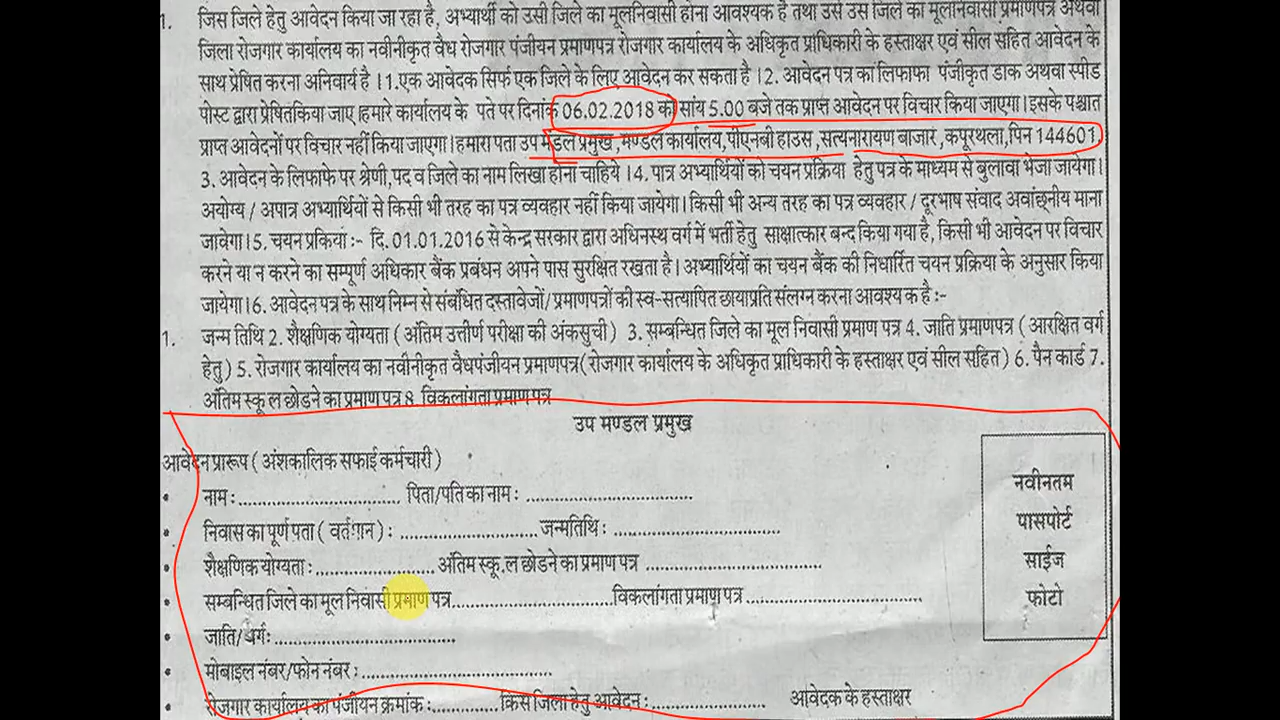 1. जिस जिले हेतु आवेदन किया जा रहा है, अभ्यार्थी को उसी जिले का मूलनिवासी होना आवश्यक है तथा उसे उस जिले का मूलनिवासी प्रमाणपत्र अथवा
जिला रोजगार कार्यालय का नवीनीकृत वैध रोजगार पंजीयन प्रमाणपत्र रोजगार कार्यालय के अधिकृत प्राधिकारी के हस्ताक्षर एवं सील सहित आवेदन के
साथ प्रेषित करना अनिवार्य है ।1.एक आवेदक सिर्फ एक जिले के लिए आवेदन कर सकता है ।2. आवेदन पत्र का लिफाफा पंजीकृत डाक अथवा स्पीड
पोस्ट द्वारा प्रेषितकिया जाए।हमारे कार्यालय के पते पर दिनांक 06.02.2018 को सांय 5.00 बजे तक प्राप्त आवेदन पर विचार किया जाएगा।इसके पश्चात
प्राप्त आवेदनों पर विचार नहीं किया जाएगा।हमारा पता उप मंडल प्रमुख, मण्डल कार्यालय, पीएनबी हाउस, सत्यनारायण बाजार, कपूरथला, पिन 144601,
3. आवेदन के लिफाफे पर श्रेणी, पद व जिले का नाम लिखा होना चाहिये ।4. पात्र अभ्यार्थियों को चयन प्रक्रिया हेतु पत्र के माध्यम से बुलावा भेजा जायेगा।
अयोग्य / अपात्र अभ्यार्थियों से किसी भी तरह का पत्र व्यवहार नहीं किया जायेगा। किसी भी अन्य तरह का पत्र व्यवहार / दूरभाष संवाद अवांछनीय माना
जावेगा।5. चयन प्रकिया :- दि. 01.01.2016 से केन्द्र सरकार द्वारा अधिनस्थ वर्ग में भर्ती हेतु साक्षात्कार बन्द किया गया है, किसी भी आवेदन पर विचार
करने या न करने का सम्पूर्ण अधिकार बैंक प्रबंधन अपने पास सुरक्षित रखता है। अभ्यार्थियों का चयन बैंक की निर्धारित चयन प्रक्रिया के अनुसार किया
जायेगा।6. आवेदन पत्र के साथ निम्न से संबंधित दस्तावेजों/ प्रमाणपत्रों की स्व-सत्यापित छायाप्रति संलग्न करना आवश्यक है :-
1. जन्म तिथि 2. शैक्षणिक योग्यता ( अंतिम उत्तीर्ण परीक्षा की अंकसुची ) 3. सम्बन्धित जिले का मूल निवासी प्रमाण पत्र 4. जाति प्रमाणपत्र ( आरक्षित वर्ग
हेतु ) 5. रोजगार कार्यालय का नवीनीकृत वैधपंजीयन प्रमाणपत्र( रोजगार कार्यालय के अधिकृत प्राधिकारी के हस्ताक्षर एवं सील सहित ) 6. पैन कार्ड 7.
अंतिम स्कूल छोडने का प्रमाण पत्र 8 विकलांगता प्रमाण पत्र
उप मण्डल प्रमुख
आवेदन प्रारूप ( अंशकालिक सफाई कर्मचारी )
• नाम : .............................. पिता/पति का नाम : ..............................
• निवास का पूर्ण पता ( वर्तमान ) : ......................... जन्मतिथि : ..............................
• शैक्षणिक योग्यता : ...................... अंतिम स्कूल छोडने का प्रमाण पत्र ..............................
• सम्बन्धित जिले का मूल निवासी प्रमाण पत्र..............................विकलांगता प्रमाण पत्र ..............................
• जाति/ वर्ग: ..............................
• मोबाइल नंबर/फोन नंबर : ..............................
• रोजगार कार्यालय का पंजीयन क्रमांक: ............किस जिला हेतु आवेदन : ..................... आवेदक के हस्ताक्षर
नवीनतम
पासपोर्ट
साईज
फोटो